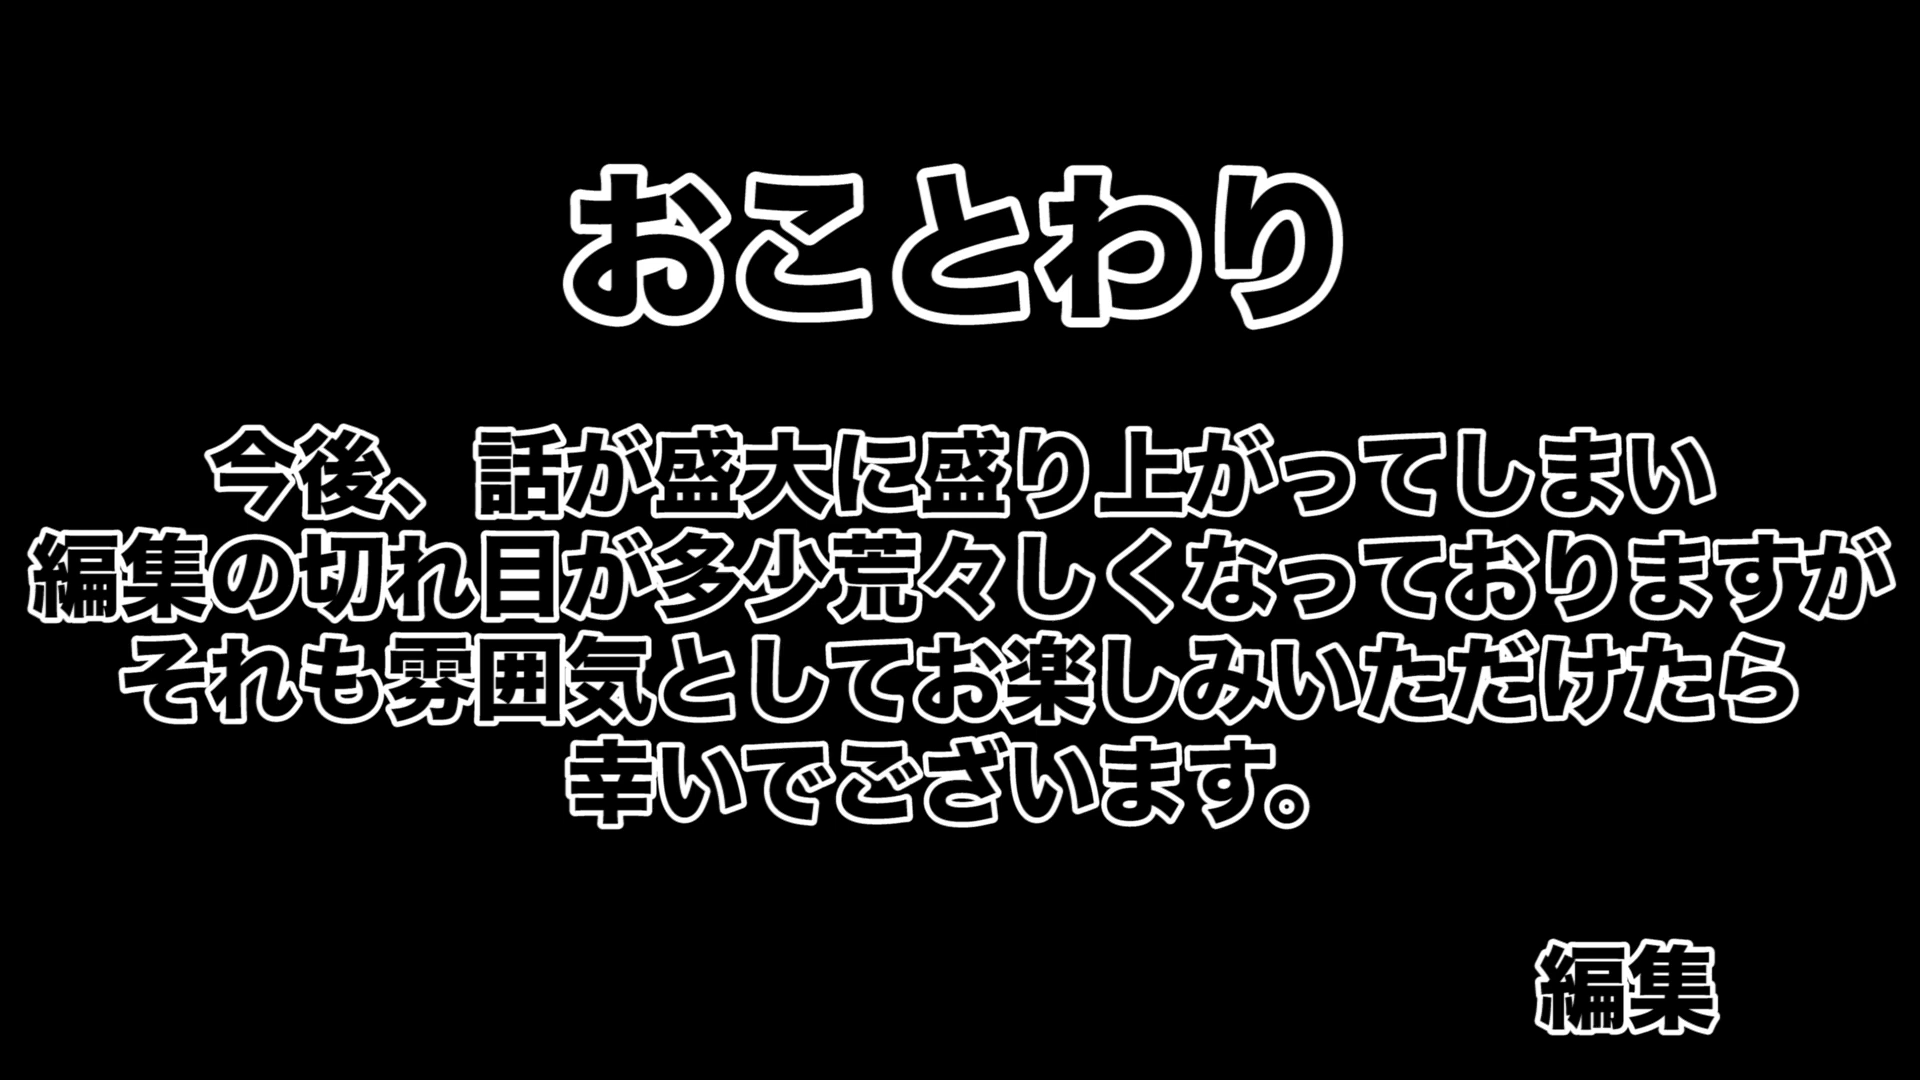 おことわり
今後、話が盛大に盛り上がってしまい
編集の切れ目が多少荒々しくなっておりますが
それも雰囲気としてお楽しみいただけたら
幸いでございます。
編集